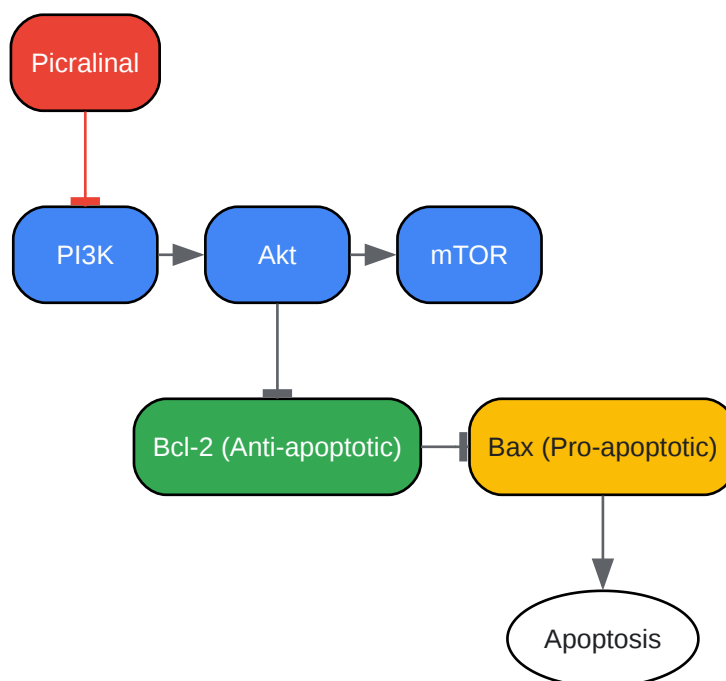 Picralinal
PI3K
Akt
mTOR
Bcl-2 (Anti-apoptotic)
Bax (Pro-apoptotic)
Apoptosis